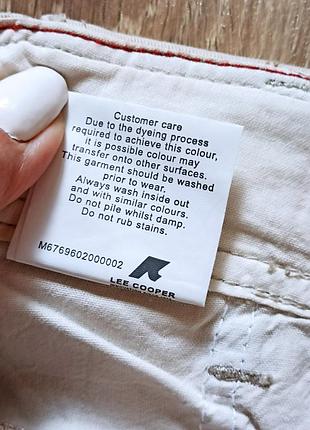 Customer care
Due to the dyeing process
required to achieve this colour,
it is possible colour may
transfer onto other surfaces.
This garment should be washed
prior to wear.
Always wash inside out
and with similar colours.
Do not pile whilst damp.
Do not rub stains.
M6769602000002
LEE COOPER